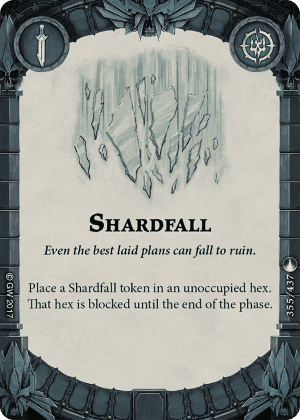 SHARDFALL
Even the best laid plans can fall to ruin.
Place a Shardfall token in an unoccupied hex.
That hex is blocked until the end of the phase.
© GW 2017
355/437